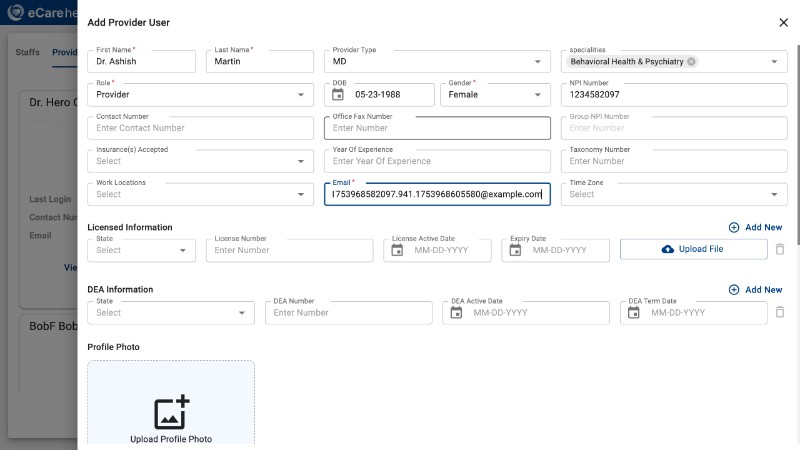 eCare he
Add Provider User
Staffs
Provid
First Name *
Dr. Ashish
Last Name *
Martin
Provider Type
MD
specialities
Behavioral Health & Psychiatry
Role *
Provider
DOB
05-23-1988
Gender *
Female
NPI Number
1234582097
Dr. Hero C
Contact Number
Enter Contact Number
Office Fax Number
Enter Number
Group NPI Number
Enter Number
Insurance(s) Accepted
Select
Year Of Experience
Enter Year Of Experience
Taxonomy Number
Enter Number
Work Locations
Select
Email *
1753968582097.941.1753968605580@example.com
Time Zone
Select
Last Login
Contact Num
Email
Vie
Licensed Information
Add New
State
Select
License Number
Enter Number
License Active Date
MM-DD-YYYY
Expiry Date
MM-DD-YYYY
Upload File
DEA Information
Add New
State
Select
DEA Number
Enter Number
DEA Active Date
MM-DD-YYYY
DEA Term Date
MM-DD-YYYY
BobF Bob
Profile Photo
Upload Profile Photo